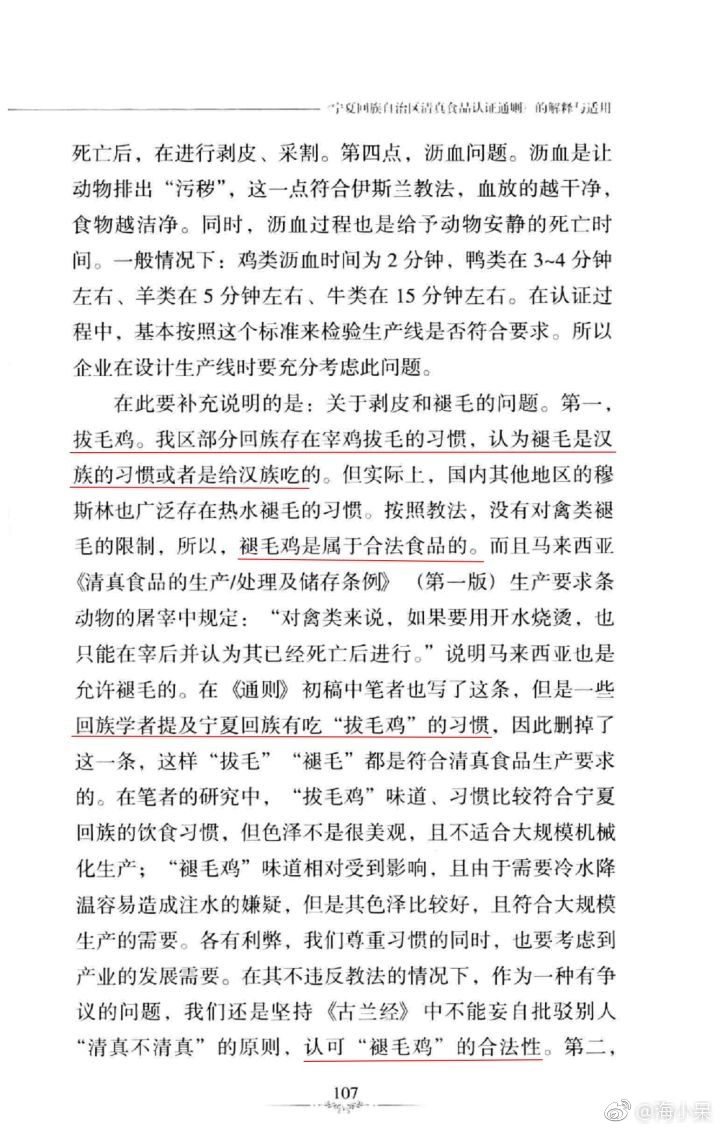 《宁夏回族自治区清真食品认证通则》的解释与适用
死亡后，在进行剥皮、采割。第四点，沥血问题。沥血是让
动物排出“污秽”，这一点符合伊斯兰教法，血放的越干净，
食物越洁净。同时，沥血过程也是给予动物安静的死亡时
间。一般情况下：鸡类沥血时间为 2 分钟，鸭类在 3~4 分钟
左右、羊类在 5 分钟左右、牛类在 15 分钟左右。在认证过
程中，基本按照这个标准来检验生产线是否符合要求。所以
企业在设计生产线时要充分考虑此问题。
在此要补充说明的是：关于剥皮和褪毛的问题。第一，
拔毛鸡。我区部分回族存在宰鸡拔毛的习惯，认为褪毛是汉
族的习惯或者是给汉族吃的。但实际上，国内其他地区的穆
斯林也广泛存在热水褪毛的习惯。按照教法，没有对禽类褪
毛的限制，所以，褪毛鸡是属于合法食品的。而且马来西亚
《清真食品的生产/处理及储存条例》（第一版）生产要求条
动物的屠宰中规定：“对禽类来说，如果要用开水烧烫，也
只能在宰后并认为其已经死亡后进行。”说明马来西亚也是
允许褪毛的。在《通则》初稿中笔者也写了这条，但是一些
回族学者提及宁夏回族有吃“拔毛鸡”的习惯，因此删掉了
这一条，这样“拔毛”“褪毛”都是符合清真食品生产要求
的。在笔者的研究中，“拔毛鸡”味道、习惯比较符合宁夏
回族的饮食习惯，但色泽不是很美观，且不适合大规模机械
化生产；“褪毛鸡”味道相对受到影响，且由于需要冷水降
温容易造成注水的嫌疑，但是其色泽比较好，且符合大规模
生产的需要。各有利弊，我们尊重习惯的同时，也要考虑到
产业的发展需要。在其不违反教法的情况下，作为一种有争
议的问题，我们还是坚持《古兰经》中不能妄自批驳别人
“清真不清真”的原则，认可“褪毛鸡”的合法性。第二，
107
@海小杲